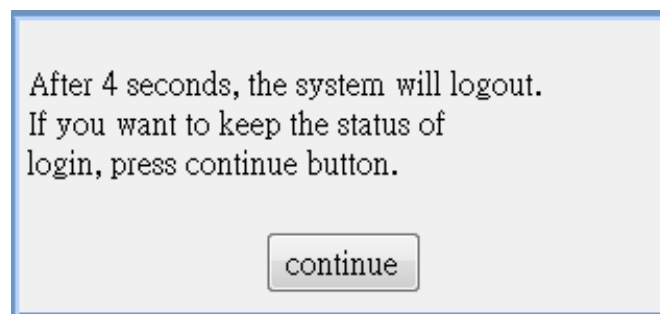 After 4 seconds, the system will logout.
If you want to keep the status of
login, press continue button.
continue